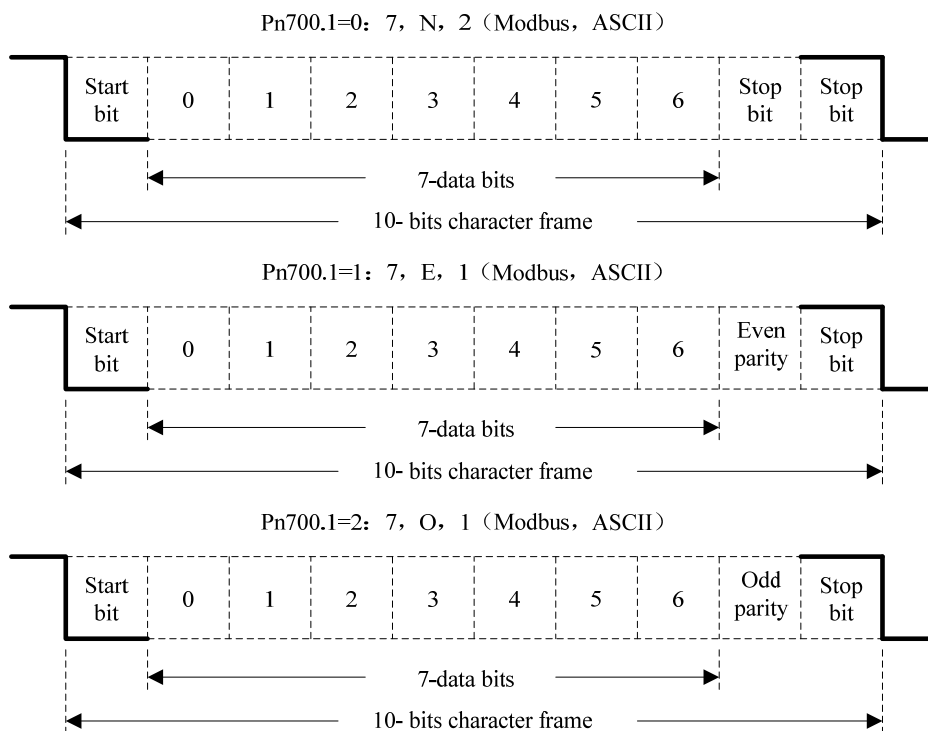 Pn700.1=0: 7, N, 2 (Modbus, ASCII)
Start bit 0 1 2 3 4 5 6 Stop bit Stop bit
7-data bits
10- bits character frame
Pn700.1=1: 7, E, 1 (Modbus, ASCII)
Start bit 0 1 2 3 4 5 6 Even parity Stop bit
7-data bits
10- bits character frame
Pn700.1=2: 7, O, 1 (Modbus, ASCII)
Start bit 0 1 2 3 4 5 6 Odd parity Stop bit
7-data bits
10- bits character frame